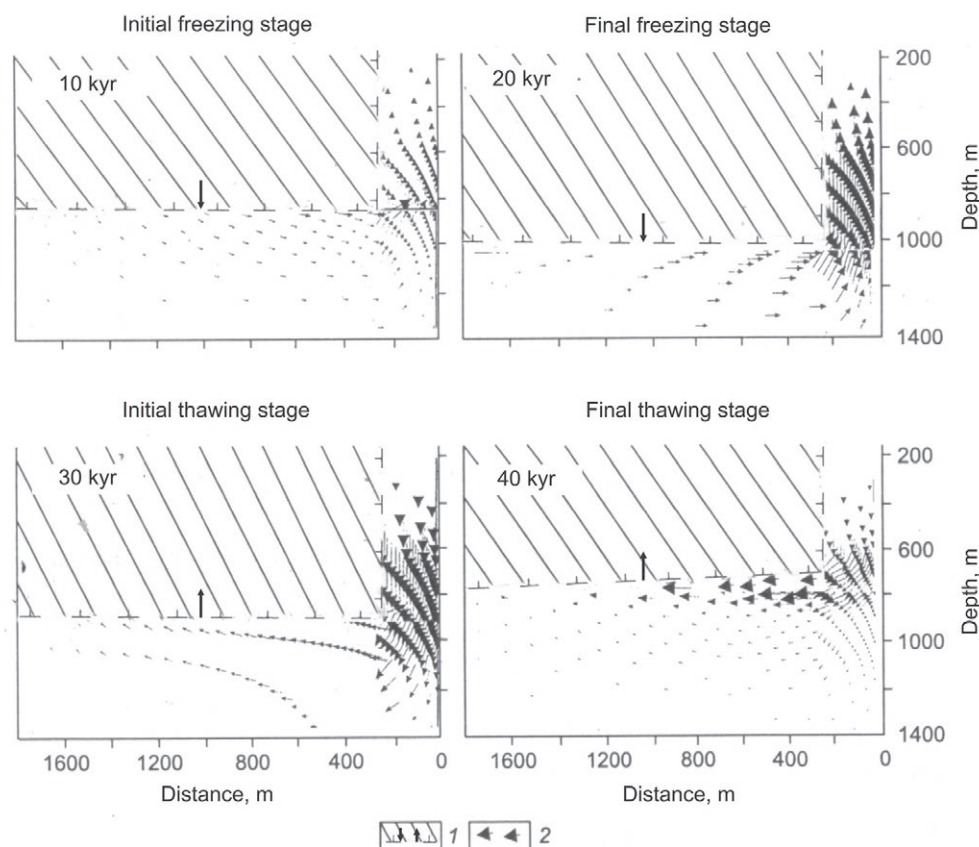 Initial freezing stage
Final freezing stage
10 kyr
20 kyr
200
600
1000
1400
Depth, m
Initial thawing stage
Final thawing stage
30 kyr
40 kyr
200
600
1000
1400
Depth, m
1600 1200 800 400 0
1600 1200 800 400 0
Distance, m
Distance, m
1 2